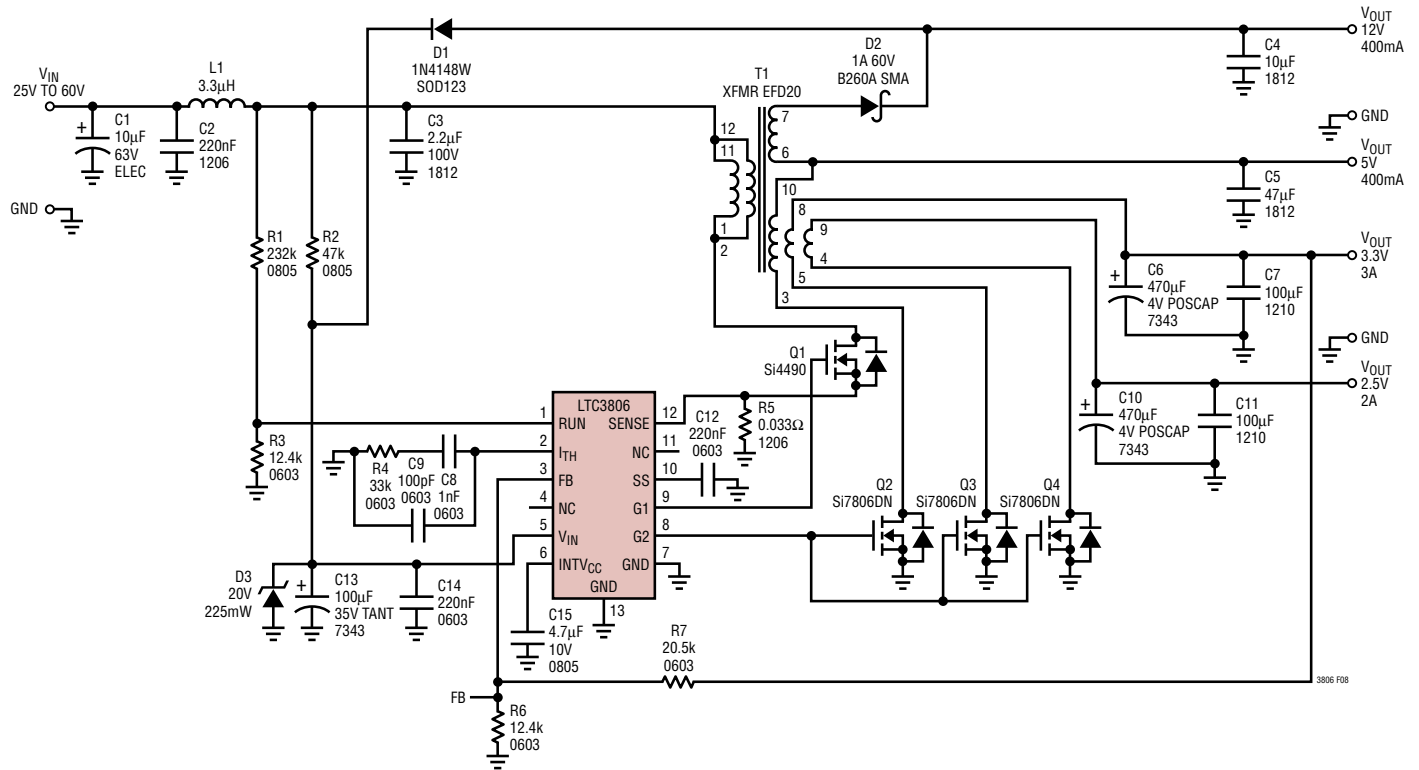 VIN
25V TO 60V
L1
3.3µH
D1
1N4148W
SOD123
T1
XFMR EFD20
D2
1A 60V
B260A SMA
C4
10µF
1812
VOUT
12V
400mA
GND
VOUT
5V
400mA
C5
47µF
1812
+
C1
10µF
63V
ELEC
C2
220nF
1206
C3
2.2µF
100V
1812
GND
R1
232k
0805
R2
47k
0805
12
11
1
2
7
6
10
8
9
4
5
3
+
C6
470µF
4V POSCAP
7343
C7
100µF
1210
VOUT
3.3V
3A
GND
VOUT
2.5V
2A
+
C10
470µF
4V POSCAP
7343
C11
100µF
1210
Q1
Si4490
R5
0.033Ω
1206
C12
220nF
0603
LTC3806
1
RUN
2
ITH
3
FB
4
NC
5
VIN
6
INTVCC
SENSE
12
NC
11
SS
10
G1
9
G2
8
GND
7
GND
13
R3
12.4k
0603
R4
33k
0603
C9
100pF
0603
C8
1nF
0603
Q2
Si7806DN
Q3
Si7806DN
Q4
Si7806DN
D3
20V
225mW
+
C13
100µF
35V TANT
7343
C14
220nF
0603
C15
4.7µF
10V
0805
R7
20.5k
0603
FB
R6
12.4k
0603
3806 F08